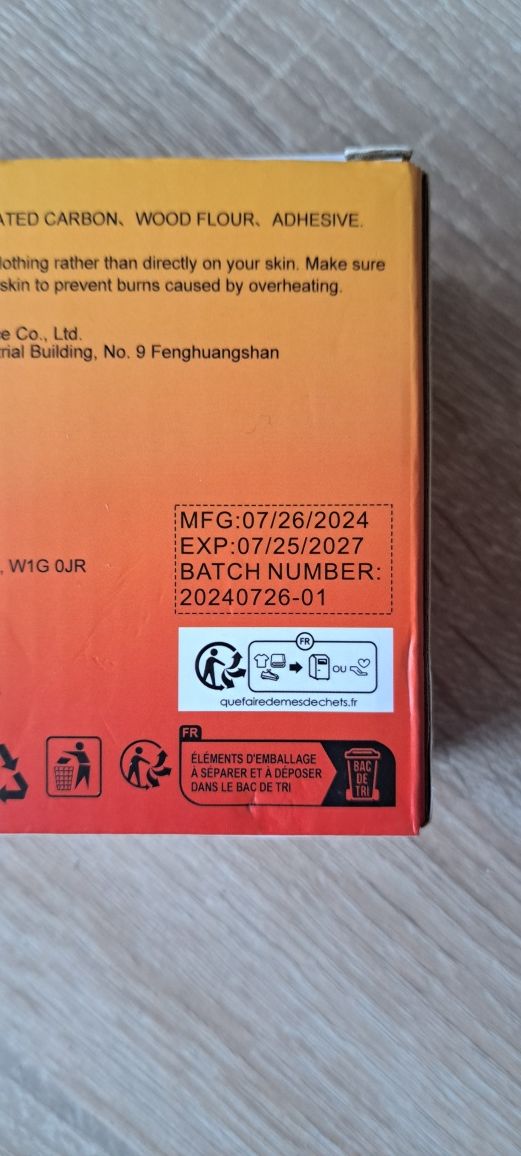 ATED CARBON、WOOD FLOUR、ADHESIVE.
lothing rather than directly on your skin. Make sure
skin to prevent burns caused by overheating.
e Co., Ltd.
rial Building, No. 9 Fenghuangshan
, W1G 0JR
MFG:07/26/2024
EXP:07/25/2027
BATCH NUMBER:
20240726-01
FR
OU
quefairedemesdechets.fr
FR
ÉLÉMENTS D'EMBALLAGE
À SÉPARER ET À DÉPOSER
DANS LE BAC DE TRI
BAC
DE
TRI